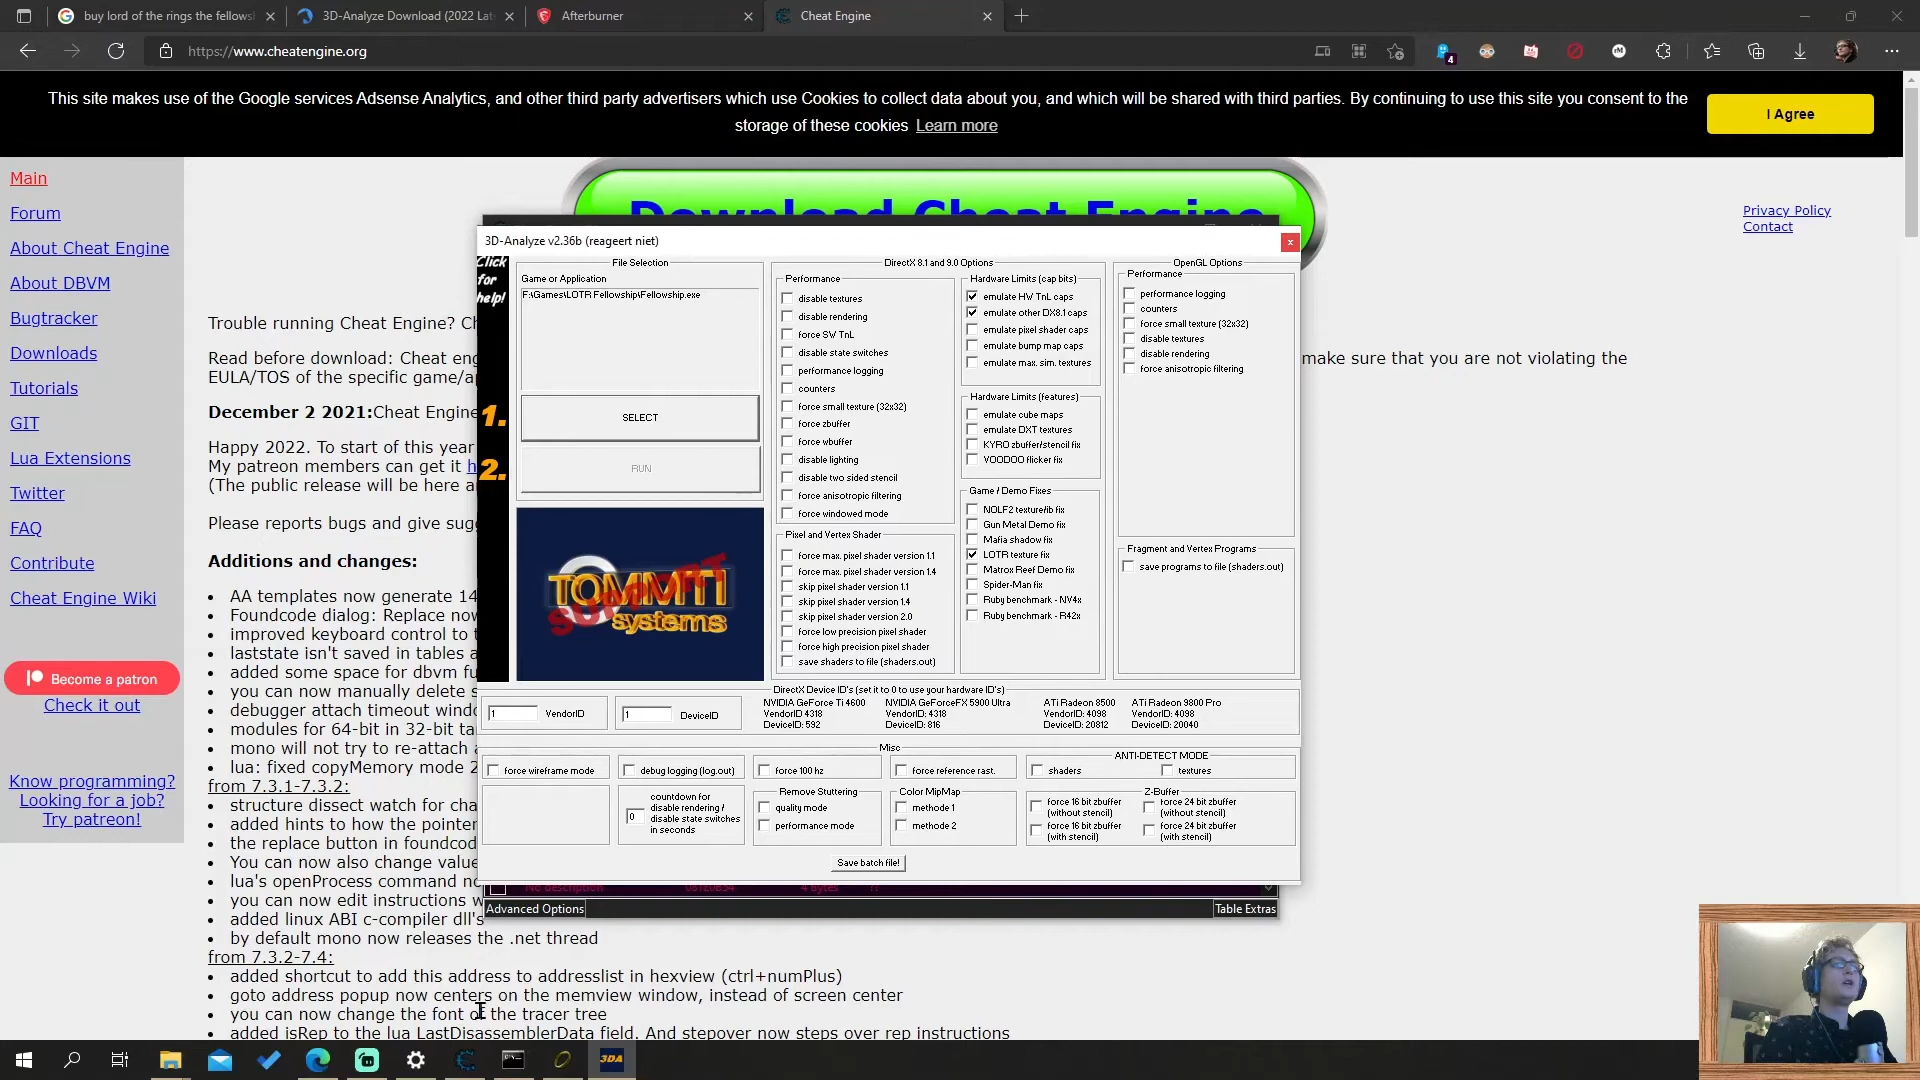 buy lord of the rings the fellows
3D-Analyze Download (2022 Lat
Afterburner
Cheat Engine
https://www.cheatengine.org
4
This site makes use of the Google services Adsense Analytics, and other third party advertisers which use Cookies to collect data about you, and which will be shared with third parties. By continuing to use this site you consent to the
storage of these cookies Learn more
I Agree
Main
Forum
About Cheat Engine
About DBVM
Bugtracker
Downloads
Tutorials
GIT
Lua Extensions
Twitter
FAQ
Contribute
Cheat Engine Wiki
Become a patron
Check it out
Know programming?
Looking for a job?
Try patreon!
Download Cheat Engine
Privacy Policy
Contact
Trouble running Cheat Engine? Cl
Read before download: Cheat eng
make sure that you are not violating the
EULA/TOS of the specific game/ap
December 2 2021:Cheat Engine
Happy 2022. To start of this year
My patreon members can get it h
(The public release will be here a
Please reports bugs and give sug
Additions and changes:
AA templates now generate 14
Foundcode dialog: Replace now
improved keyboard control to t
laststate isn't saved in tables a
added some space for dbvm fu
you can now manually delete s
debugger attach timeout windo
modules for 64-bit in 32-bit ta
mono will not try to re-attach a
lua: fixed copyMemory mode 2
from 7.3.1-7.3.2:
structure dissect watch for cha
added hints to how the pointer
the replace button in foundcod
You can now also change value
lua's openProcess command no
you can now edit instructions w
added linux ABI c-compiler dll's
by default mono now releases the .net thread
from 7.3.2-7.4:
added shortcut to add this address to addresslist in hexview (ctrl+numPlus)
goto address popup now centers on the memview window, instead of screen center
you can now change the font of the tracer tree
added isRep to the lua LastDisassemblerData field. And stepover now steps over rep instructions
3D-Analyze v2.36b (reageert niet)
x
Click
for
help!
1.
2.
File Selection
Game or Application
F:\Games\LOTR Fellowship\Fellowship.exe
SELECT
RUN
TOMMTI
SUPPORT
systems
DirectX 8.1 and 9.0 Options
Performance
disable textures
disable rendering
force SW TnL
disable state switches
performance logging
counters
force small texture (32x32)
force zbuffer
force wbuffer
disable lighting
disable two sided stencil
force anisotropic filtering
force windowed mode
Pixel and Vertex Shader
force max. pixel shader version 1.1
force max. pixel shader version 1.4
skip pixel shader version 1.1
skip pixel shader version 1.4
skip pixel shader version 2.0
force low precision pixel shader
force high precision pixel shader
save shaders to file (shaders.out)
Hardware Limits (cap bits)
emulate HW TnL caps
emulate other DX8.1 caps
emulate pixel shader caps
emulate bump map caps
emulate max. sim. textures
Hardware Limits (features)
emulate cube maps
emulate DXT textures
KYRO zbuffer/stencil fix
VOODOO flicker fix
Game / Demo Fixes
NOLF2 texture/ib fix
Gun Metal Demo fix
Mafia shadow fix
LOTR texture fix
Matrox Reef Demo fix
Spider-Man fix
Ruby benchmark - NV4x
Ruby benchmark - R42x
OpenGL Options
Performance
performance logging
counters
force small texture (32x32)
disable textures
disable rendering
force anisotropic filtering
Fragment and Vertex Programs
save programs to file (shaders.out)
DirectX Device ID's (set it to 0 to use your hardware ID's)
1 VendorID
1 DeviceID
NVIDIA GeForce Ti 4600
VendorID 4318
DeviceID: 592
NVIDIA GeForceFX 5900 Ultra
VendorID: 4318
DeviceID: 816
ATi Radeon 8500
VendorID: 4098
DeviceID: 20812
ATi Radeon 9800 Pro
VendorID: 4098
DeviceID: 20040
Misc
force wireframe mode
debug logging (log.out)
force 100 hz
force reference rast.
ANTI-DETECT MODE
shaders
textures
0
countdown for
disable rendering /
disable state switches
in seconds
Remove Stuttering
quality mode
performance mode
Color MipMap
methode 1
methode 2
Z-Buffer
force 16 bit zbuffer
(without stencil)
force 24 bit zbuffer
(without stencil)
force 16 bit zbuffer
(with stencil)
force 24 bit zbuffer
(with stencil)
Save batch file!
No description
4 Bytes
??
Advanced Options
Table Extras
3DA